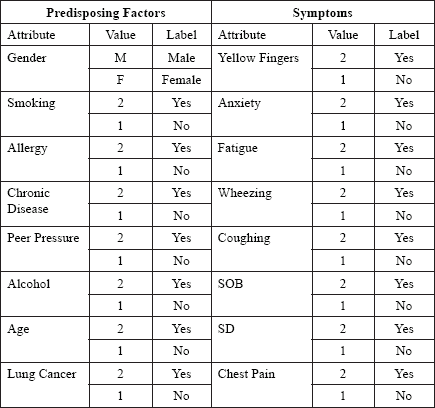 Predisposing Factors Symptoms
Attribute Value Label Attribute Value Label
Gender M Male Yellow Fingers 2 Yes
F Female 1 No
Smoking 2 Yes Anxiety 2 Yes
1 No 1 No
Allergy 2 Yes Fatigue 2 Yes
1 No 1 No
Chronic Disease 2 Yes Wheezing 2 Yes
1 No 1 No
Peer Pressure 2 Yes Coughing 2 Yes
1 No 1 No
Alcohol 2 Yes SOB 2 Yes
1 No 1 No
Age 2 Yes SD 2 Yes
1 No 1 No
Lung Cancer 2 Yes Chest Pain 2 Yes
1 No 1 No